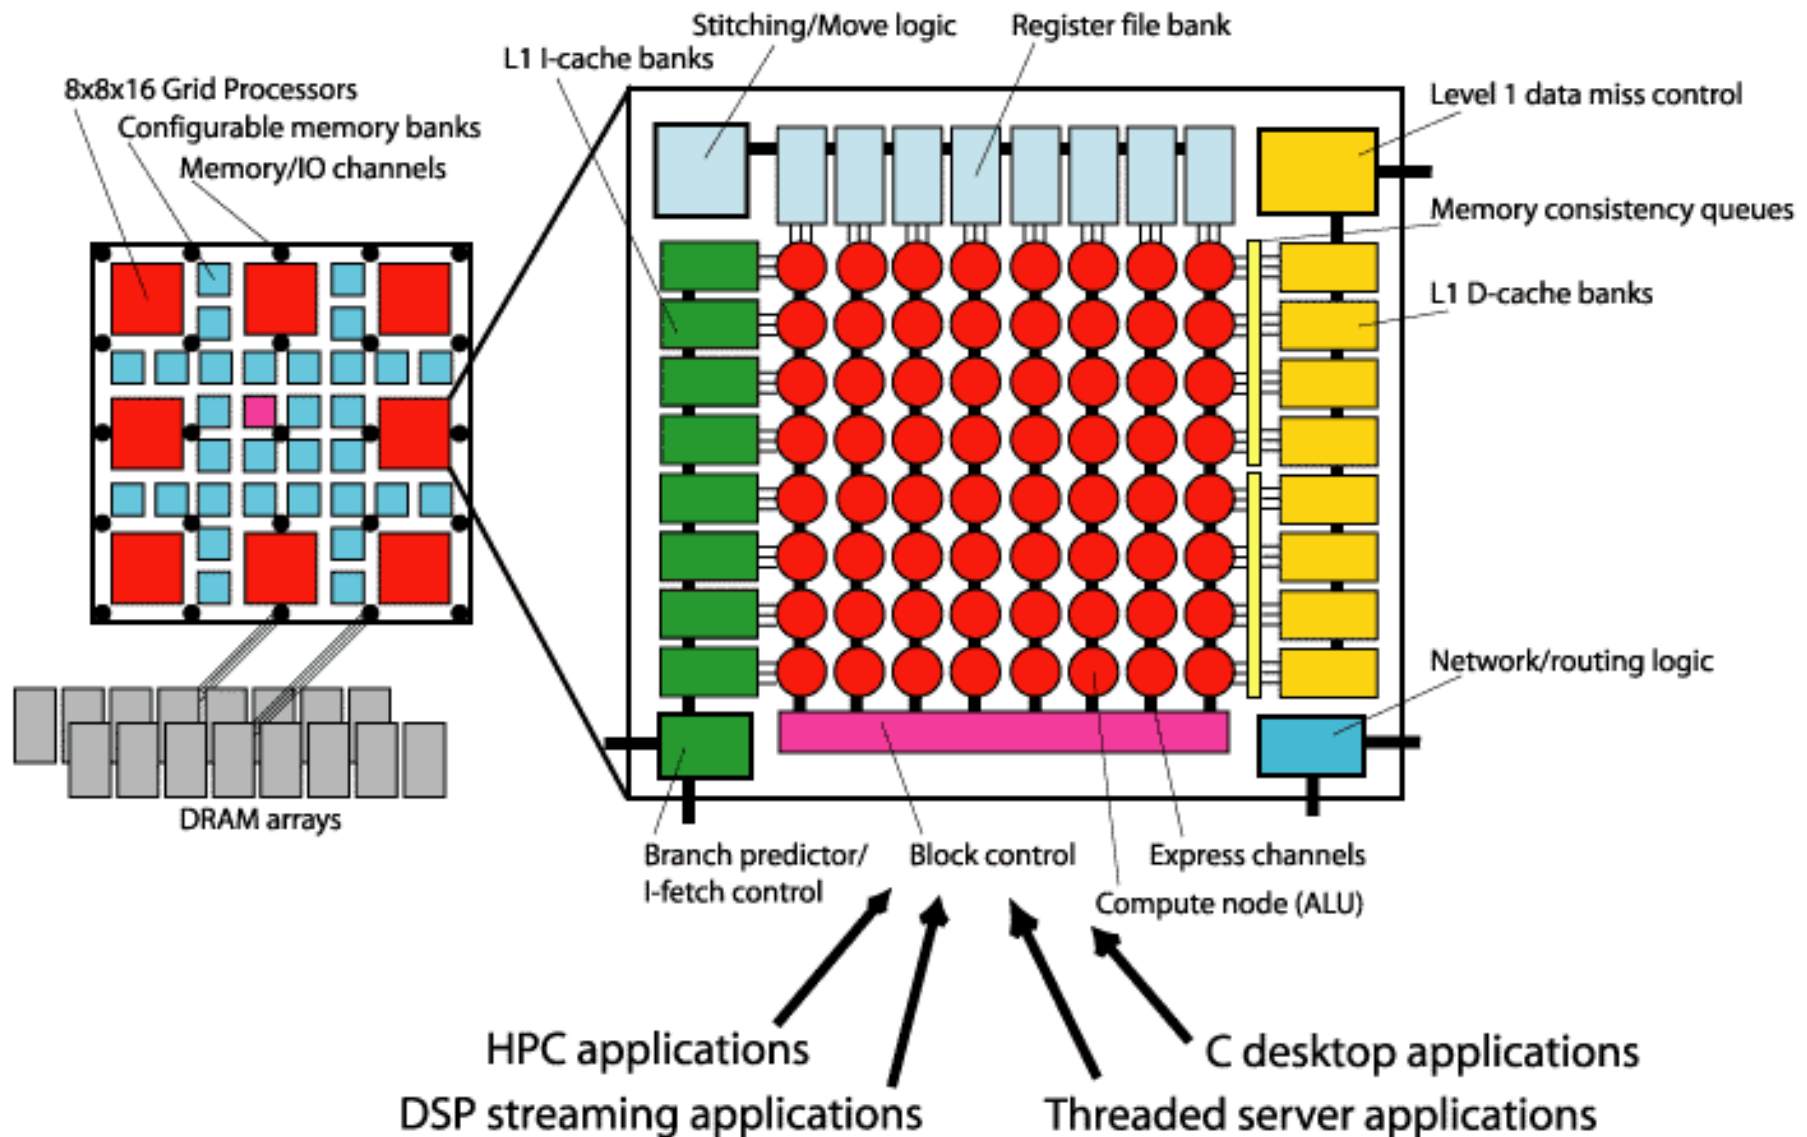 Stitching/Move logic
Register file bank
L1 I-cache banks
8x8x16 Grid Processors
Configurable memory banks
Memory/IO channels
Level 1 data miss control
Memory consistency queues
L1 D-cache banks
Network/routing logic
DRAM arrays
Branch predictor/
I-fetch control
Block control
Express channels
Compute node (ALU)
HPC applications
C desktop applications
DSP streaming applications
Threaded server applications